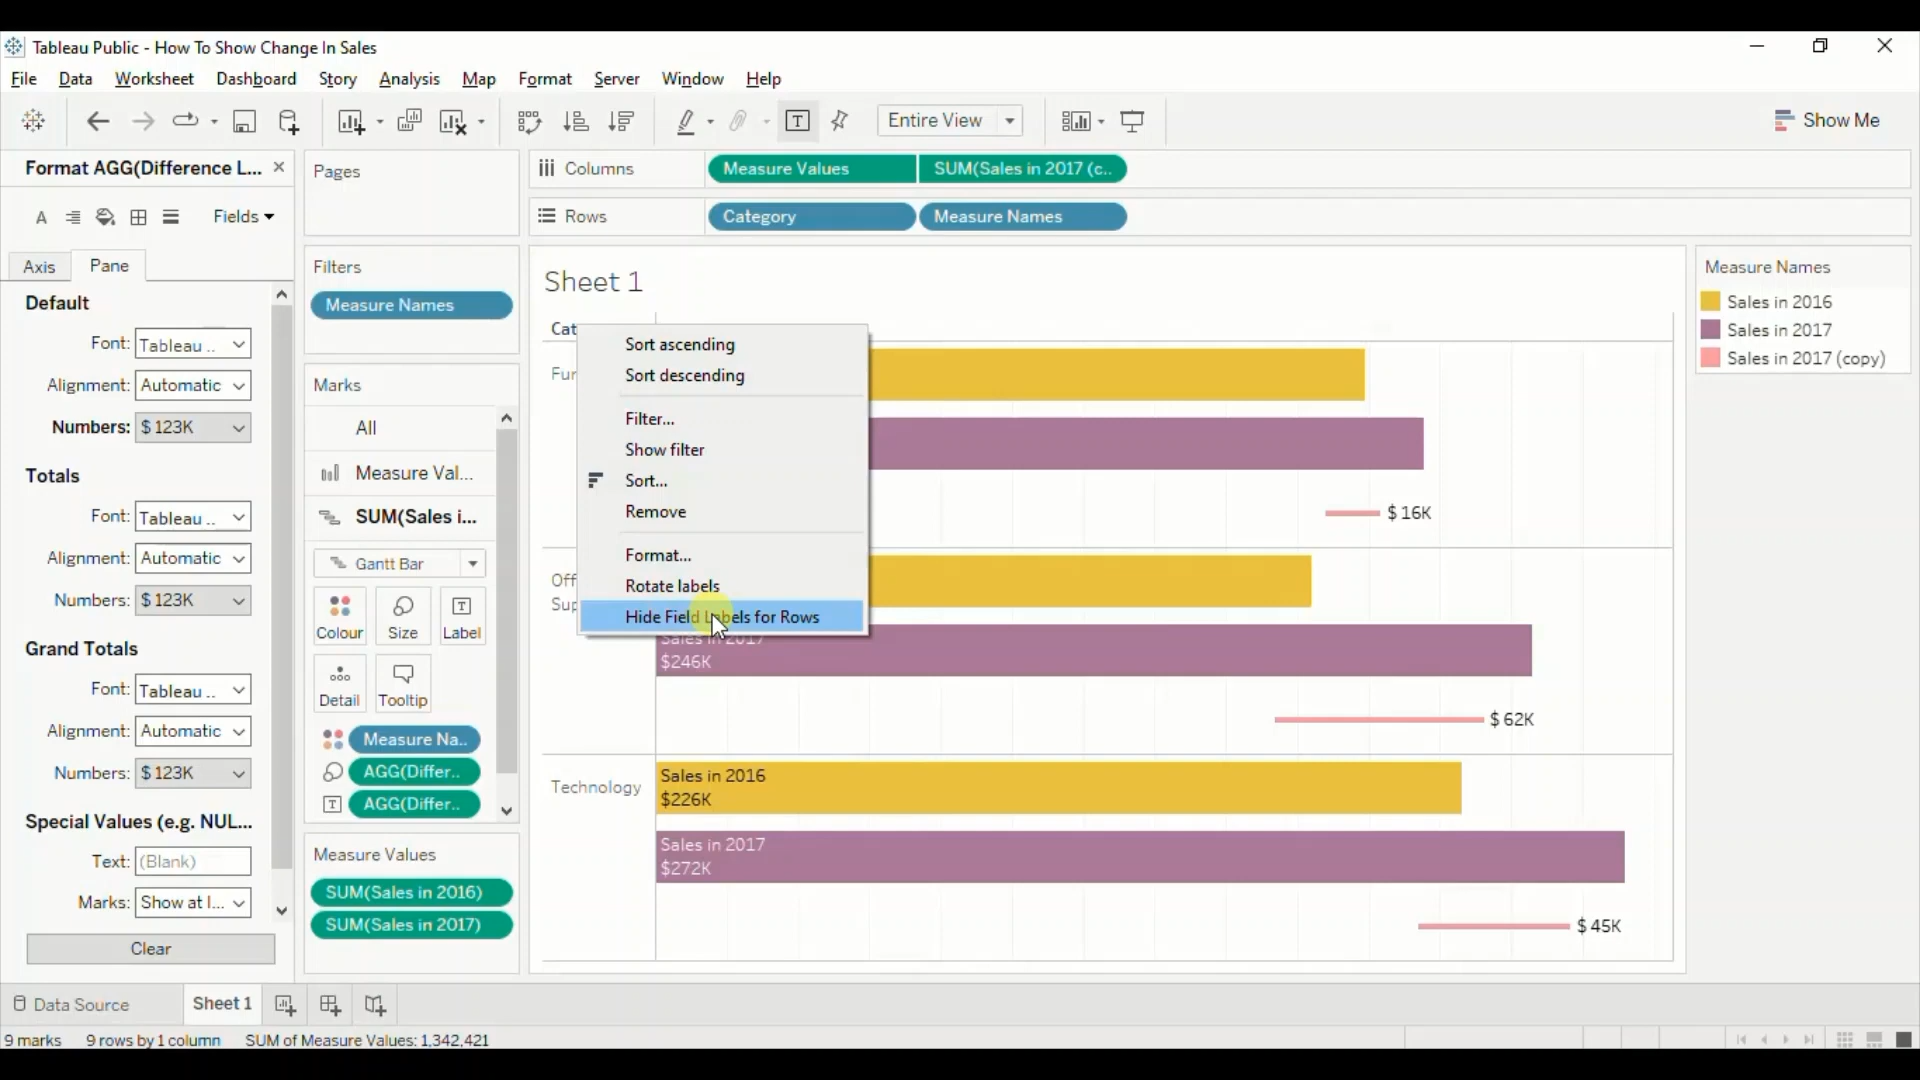 Tableau Public - How To Show Change In Sales
File Data Worksheet Dashboard Story Analysis Map Format Server Window Help
Entire View
Show Me
Format AGG(Difference L...
Fields
Axis Pane
Default
Font: Tableau ..
Alignment: Automatic
Numbers: $ 123K
Totals
Font: Tableau ..
Alignment: Automatic
Numbers: $ 123K
Grand Totals
Font: Tableau ..
Alignment: Automatic
Numbers: $ 123K
Special Values (e.g. NUL...
Text: (Blank)
Marks: Show at l...
Clear
Pages
Filters
Measure Names
Marks
All
Measure Val...
SUM(Sales i...
Gantt Bar
Colour Size Label
Detail Tooltip
Measure Na..
AGG(Differ..
AGG(Differ..
Measure Values
SUM(Sales in 2016)
SUM(Sales in 2017)
Columns Measure Values SUM(Sales in 2017 (c..
Rows Category Measure Names
Sheet 1
Cat
Fur
Off
Sup
Sort ascending
Sort descending
Filter...
Show filter
Sort...
Remove
Format...
Rotate labels
Hide Field Labels for Rows
$ 16K
Sales in 2017
$246K
$ 62K
Technology
Sales in 2016
$226K
Sales in 2017
$272K
$ 45K
Measure Names
Sales in 2016
Sales in 2017
Sales in 2017 (copy)
Data Source Sheet 1
9 marks 9 rows by 1 column SUM of Measure Values: 1,342,421